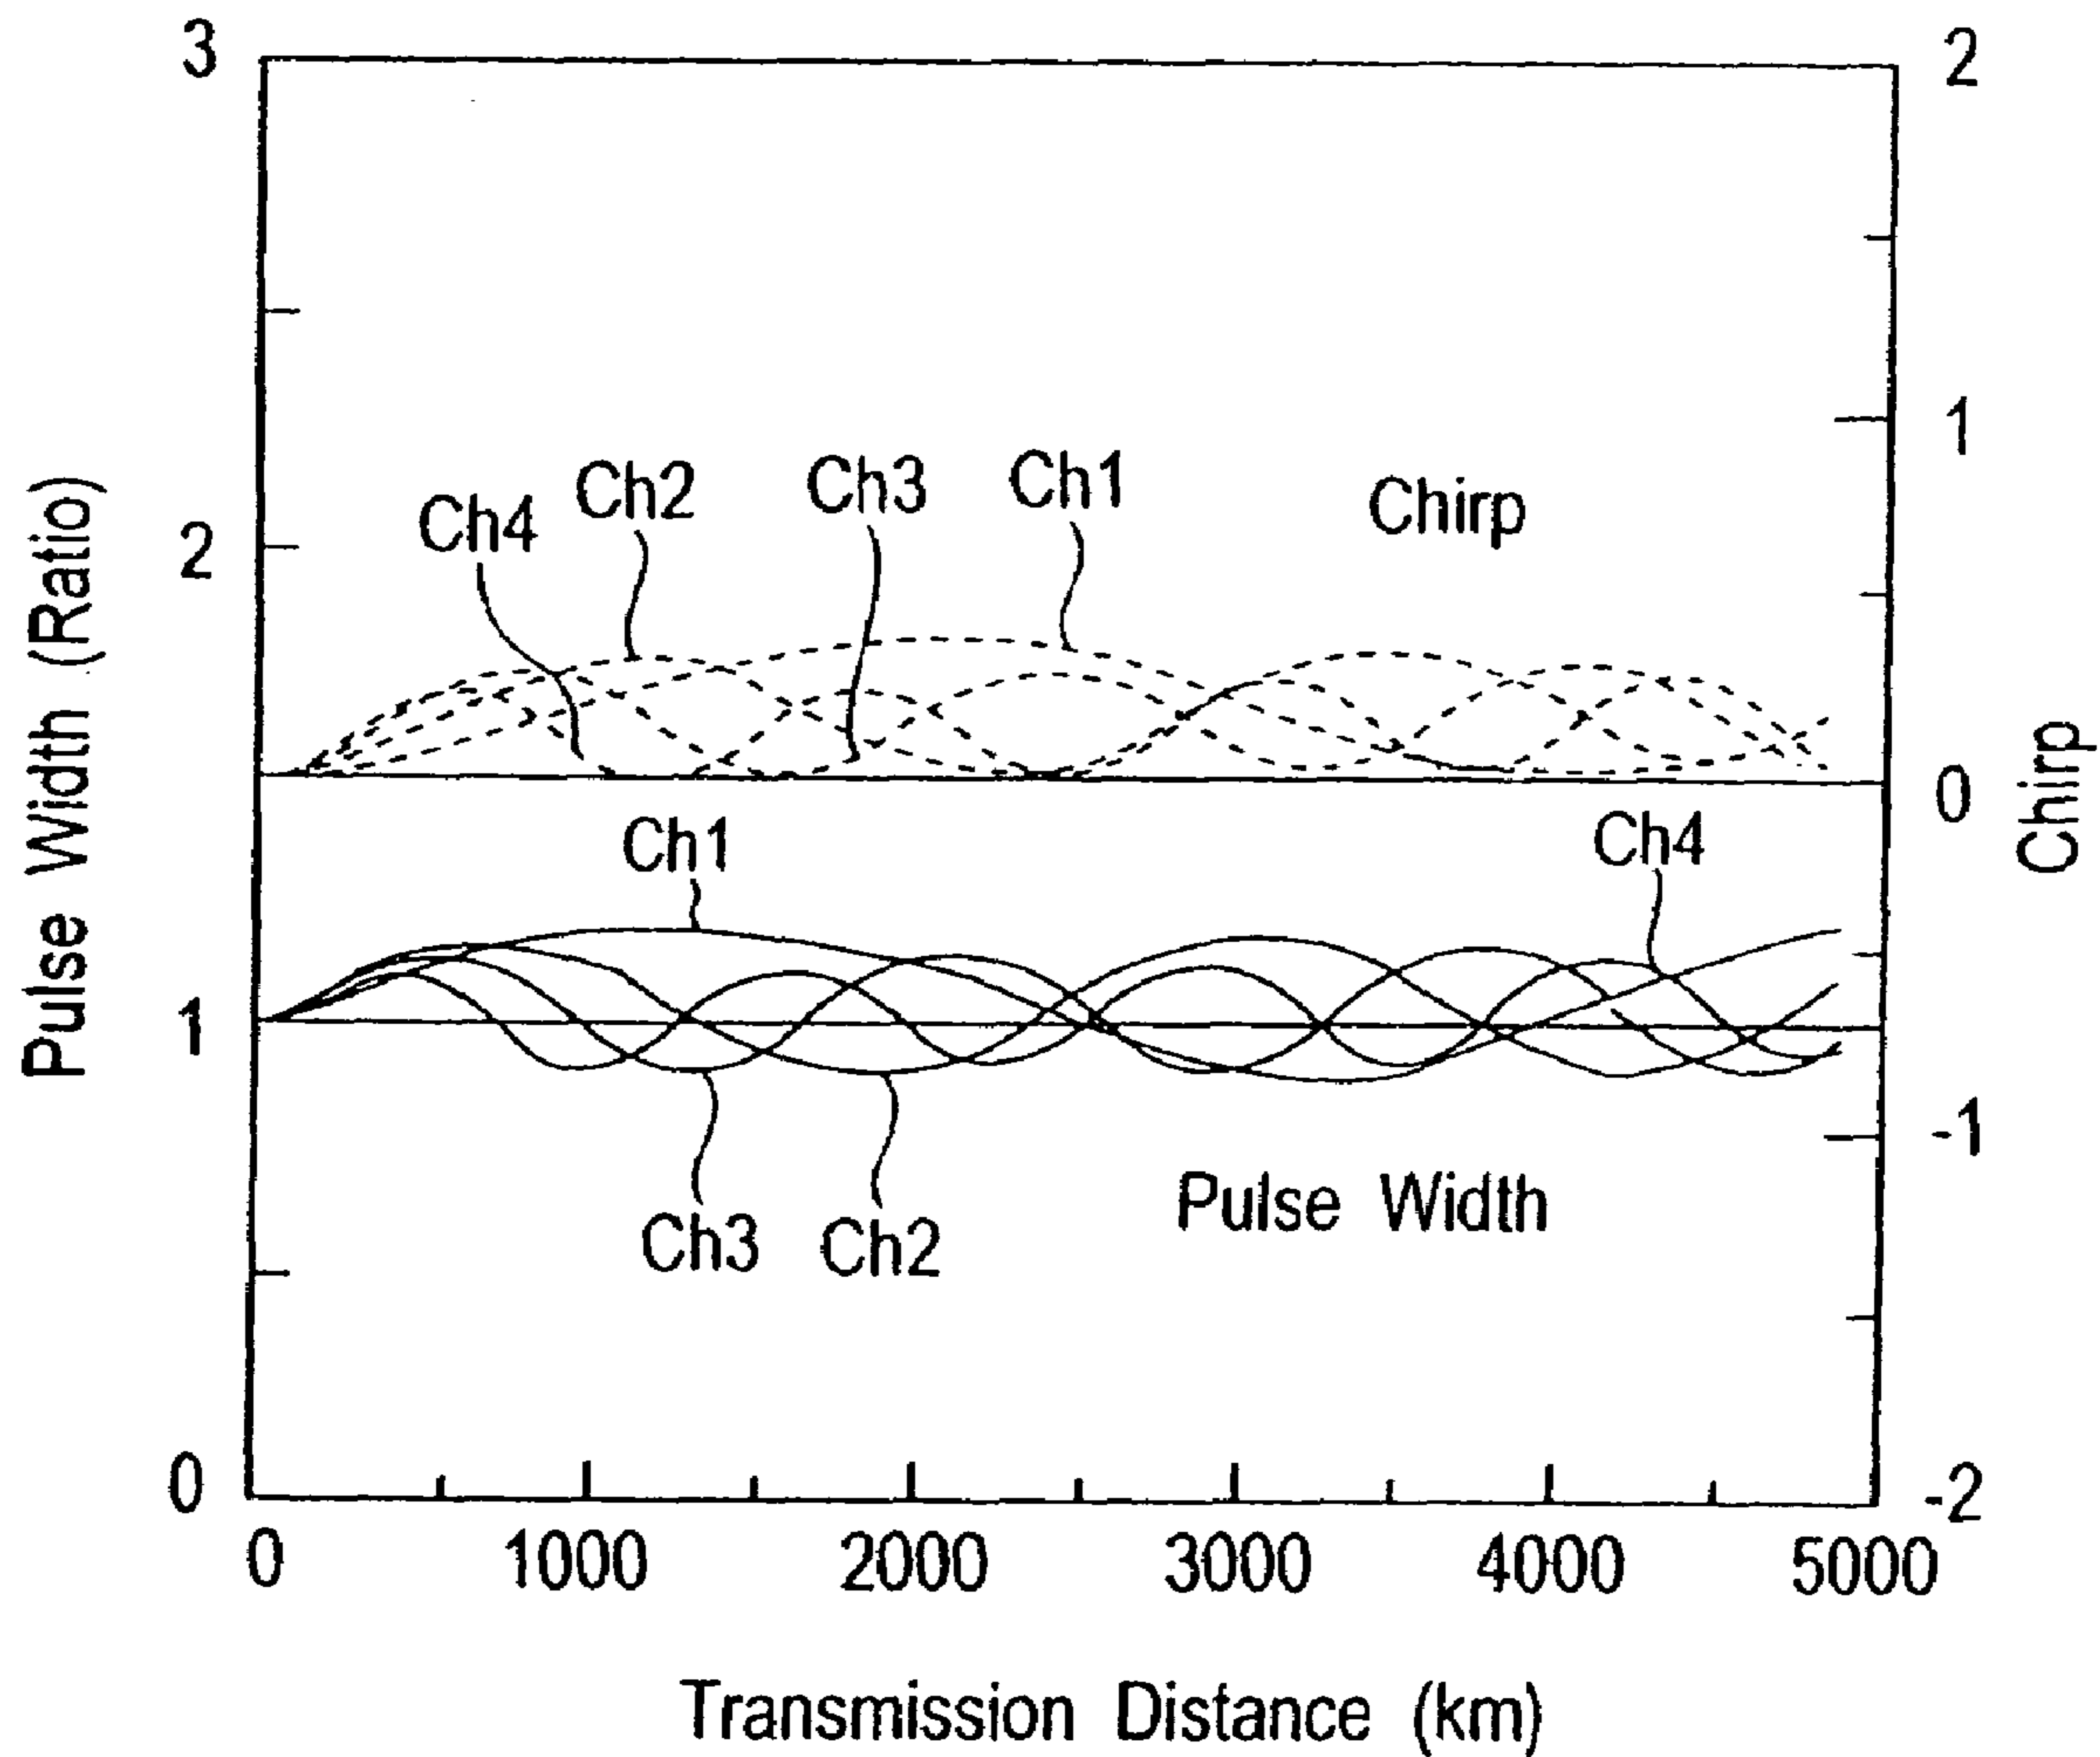 3
2
Ch2
Ch3
Ch1
Chirp
1
Ch4
2
Pulse Width (Ratio)
Chirp
0
Ch1
Ch4
1
-1
Pulse Width
Ch3
Ch2
0
-2
0
1000
2000
3000
4000
5000
Transmission Distance (km)